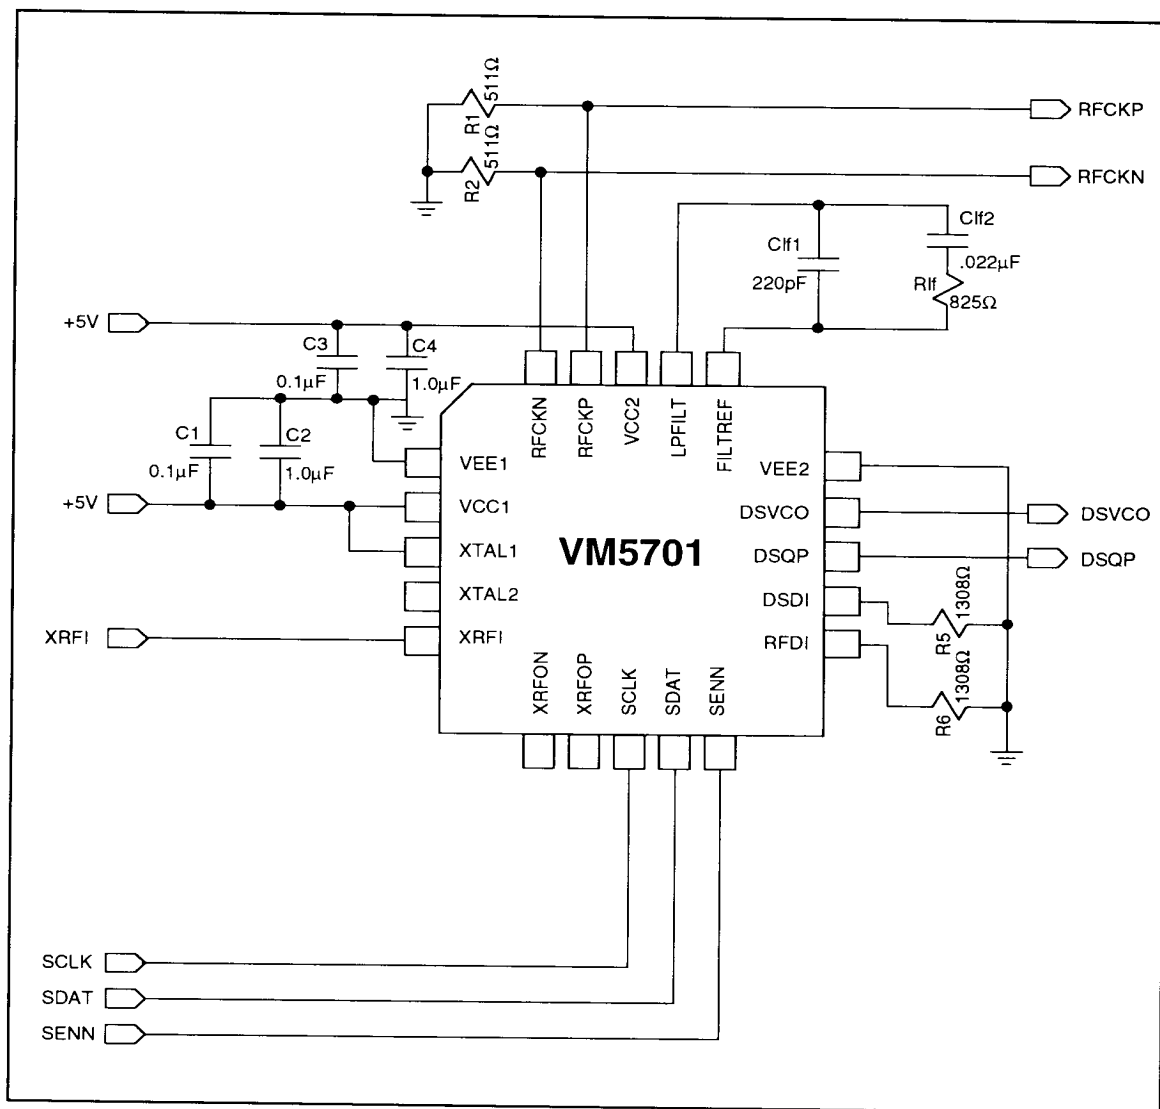 511Ω
R1
RFCKP
511Ω
R2
RFCKN
Clf1
220pF
Clf2
.022µF
Rlf
825Ω
+5V
C3
0.1µF
C4
1.0µF
C1
0.1µF
C2
1.0µF
+5V
RFCKN
RFCKP
VCC2
LPFILT
FILTREF
VEE1
VCC1
XTAL1
XTAL2
XRFI
XRFI
VM5701
VEE2
DSVCO
DSQP
DSDI
RFDI
DSVCO
DSQP
1308Ω
R5
1308Ω
R6
XRFON
XRFOP
SCLK
SDAT
SENN
SCLK
SDAT
SENN